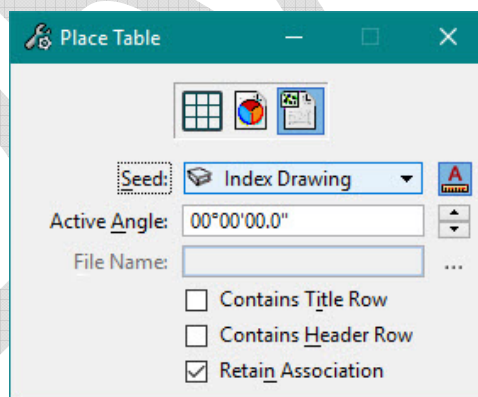 Place Table
Seed: Index Drawing
Active Angle: 00°00'00.0"
File Name:
...
Contains Title Row
Contains Header Row
Retain Association